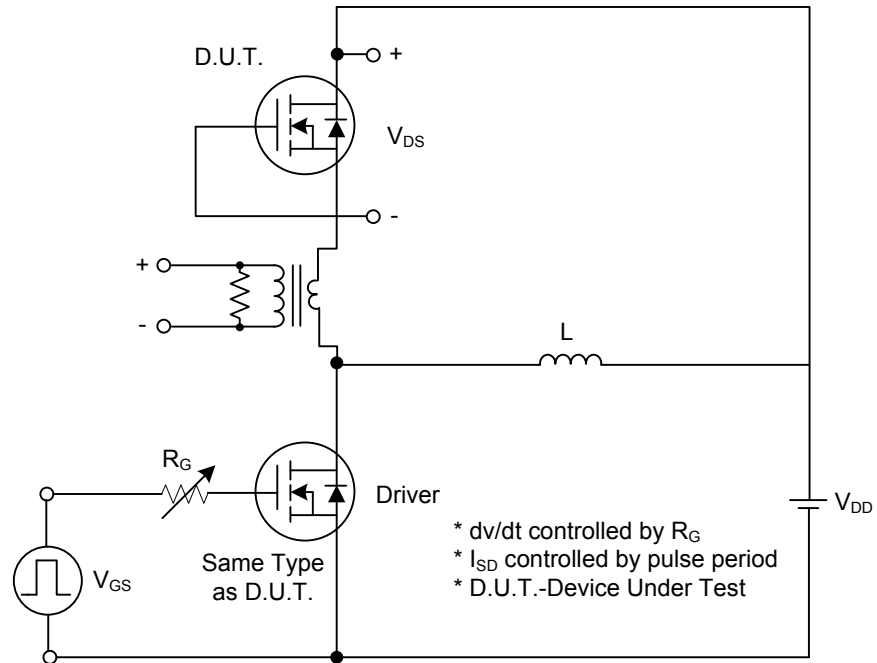 D.U.T.
+
V_DS
-
+
-
L
R_G
Driver
V_DD
V_GS
Same Type
as D.U.T.
* dv/dt controlled by R_G
* I_SD controlled by pulse period
* D.U.T.-Device Under Test